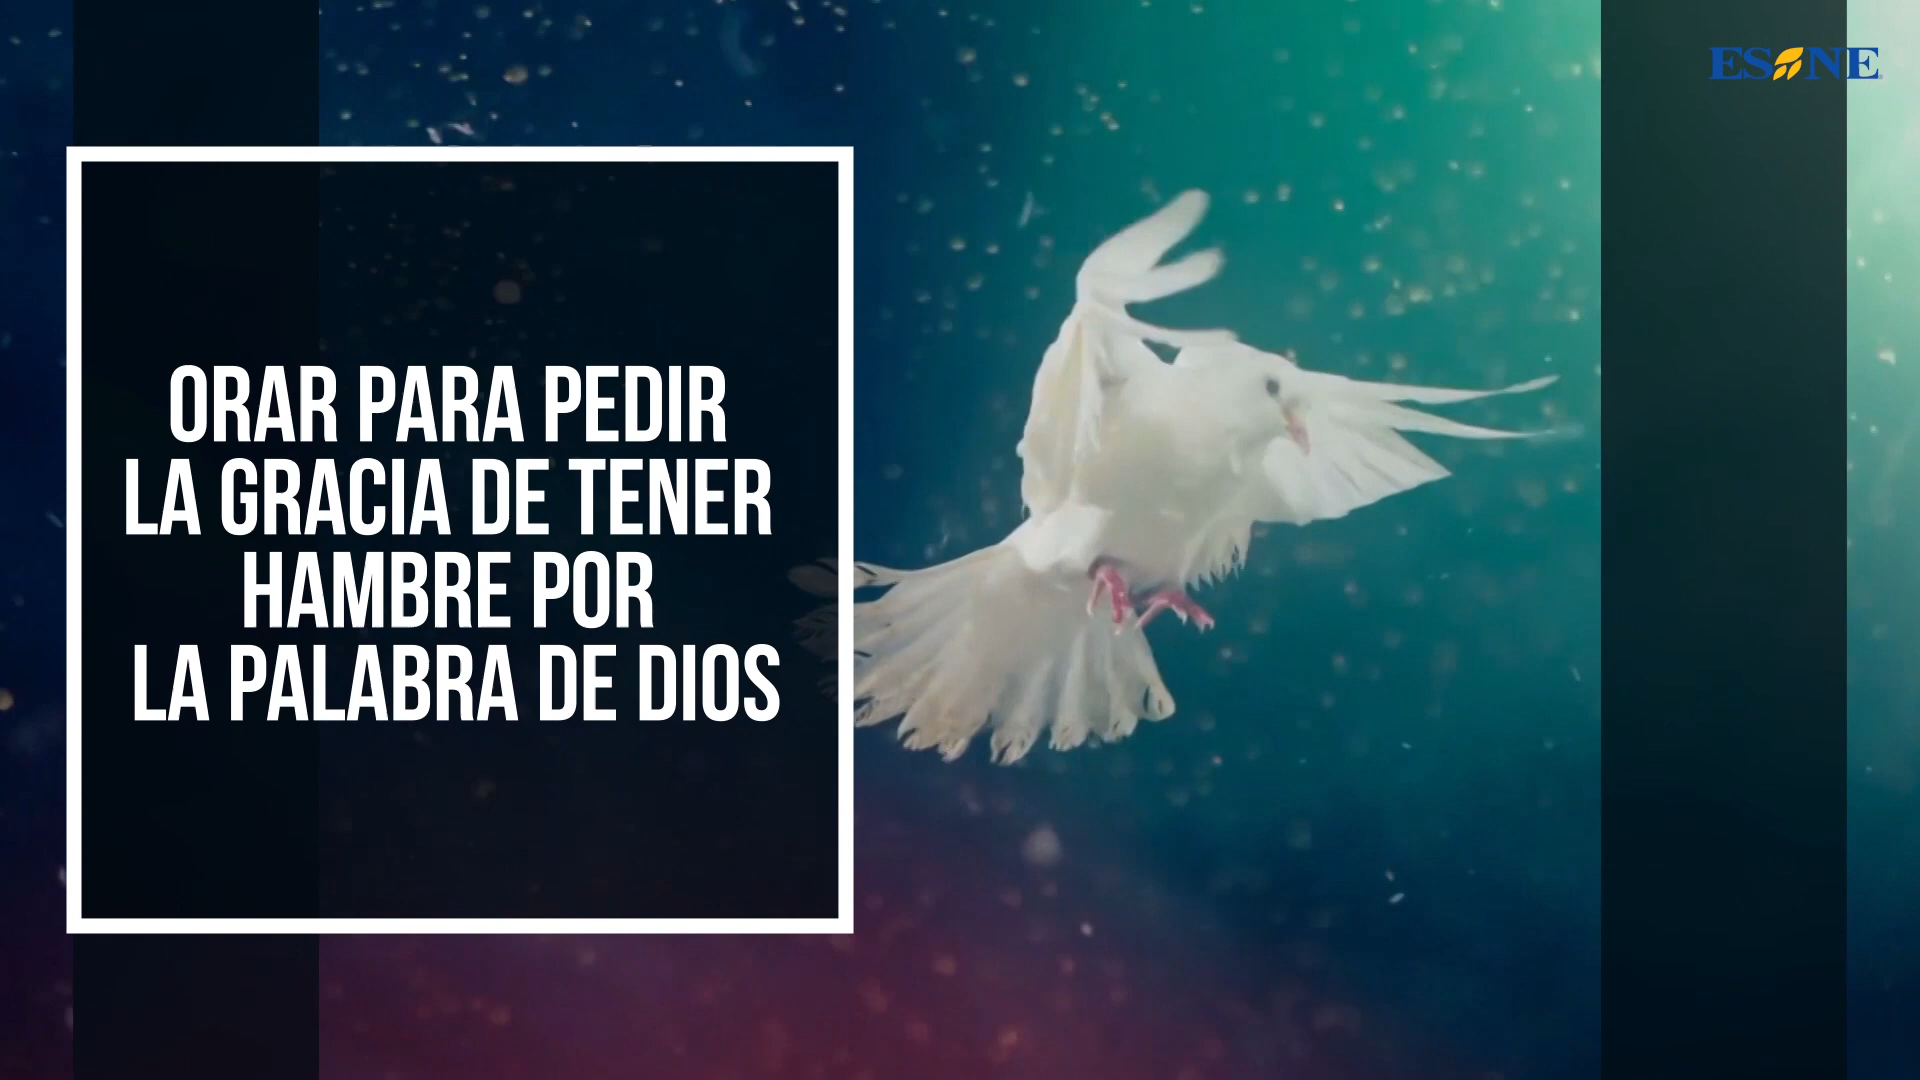 ESNE
ORAR PARA PEDIR
LA GRACIA DE TENER
HAMBRE POR
LA PALABRA DE DIOS